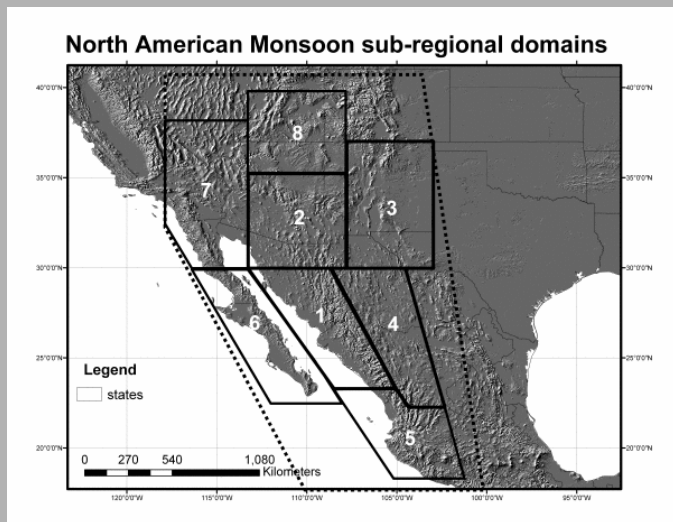 North American Monsoon sub-regional domains
40°0'0"N
40°0'0"N
8
35°0'0"N
35°0'0"N
7
2
3
30°0'0"N
30°0'0"N
1
6
4
25°0'0"N
25°0'0"N
Legend
states
5
20°0'0"N
20°0'0"N
0 270 540 1,080
Kilometers
120°0'0"W 115°0'0"W 110°0'0"W 105°0'0"W 100°0'0"W 95°0'0"W